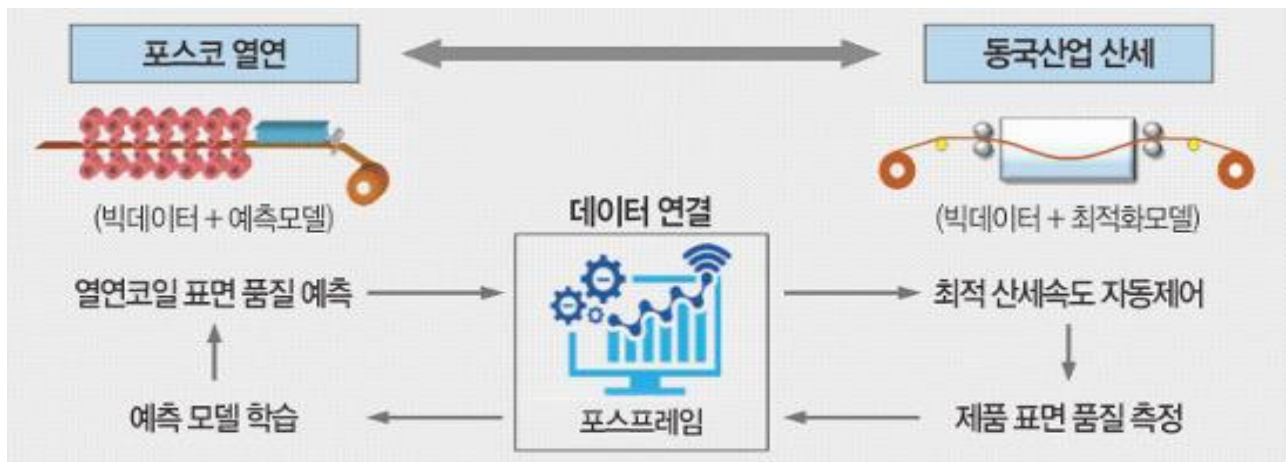 포스코 열연
동국산업 산세
(빅데이터 + 예측모델)
데이터 연결
(빅데이터 + 최적화모델)
열연코일 표면 품질 예측
최적 산세속도 자동제어
예측 모델 학습
포스프레임
제품 표면 품질 측정